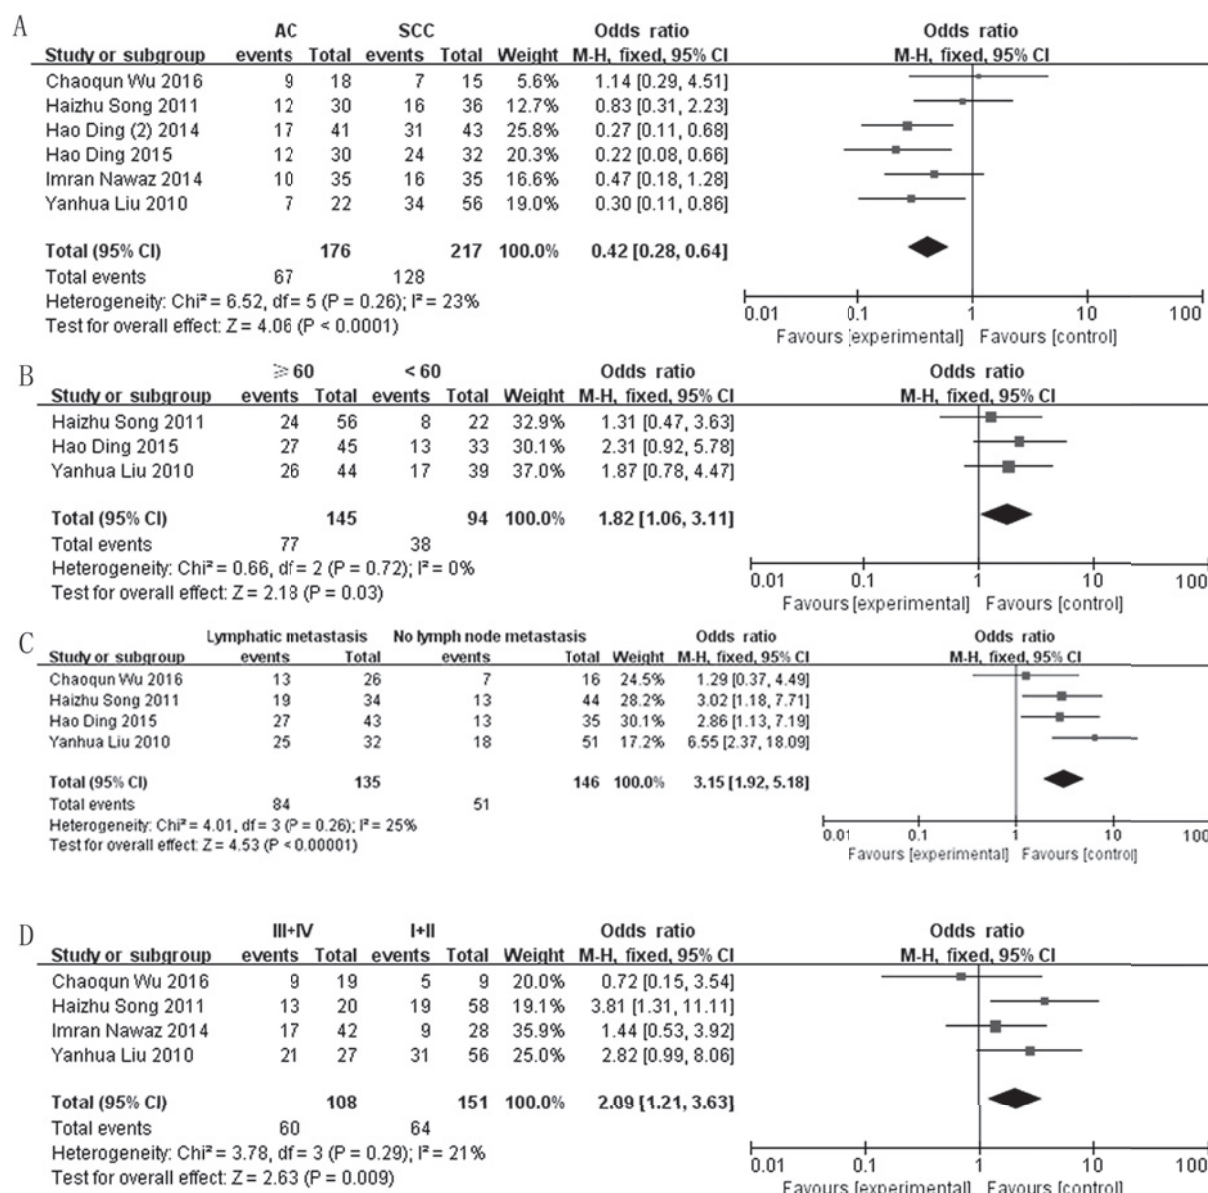 A
AC SCC Odds ratio Odds ratio
Study or subgroup events Total events Total Weight M-H, fixed, 95% CI M-H, fixed, 95% CI
Chaoqun Wu 2016 9 18 7 15 5.6% 1.14 [0.29, 4.51]
Haizhu Song 2011 12 30 16 36 12.7% 0.83 [0.31, 2.23]
Hao Ding (2) 2014 17 41 31 43 25.8% 0.27 [0.11, 0.68]
Hao Ding 2015 12 30 24 32 20.3% 0.22 [0.08, 0.66]
Imran Nawaz 2014 10 35 16 35 16.6% 0.47 [0.18, 1.28]
Yanhua Liu 2010 7 22 34 56 19.0% 0.30 [0.11, 0.86]
Total (95% CI) 176 217 100.0% 0.42 [0.28, 0.64]
Total events 67 128
Heterogeneity: Chi² = 6.52, df = 5 (P = 0.26); I² = 23%
Test for overall effect: Z = 4.06 (P < 0.0001)
0.01 0.1 1 10 100
Favours [experimental] Favours [control]
B
≥ 60 < 60 Odds ratio Odds ratio
Study or subgroup events Total events Total Weight M-H, fixed, 95% CI M-H, fixed, 95% CI
Haizhu Song 2011 24 56 8 22 32.9% 1.31 [0.47, 3.63]
Hao Ding 2015 27 45 13 33 30.1% 2.31 [0.92, 5.78]
Yanhua Liu 2010 26 44 17 39 37.0% 1.87 [0.78, 4.47]
Total (95% CI) 145 94 100.0% 1.82 [1.06, 3.11]
Total events 77 38
Heterogeneity: Chi² = 0.66, df = 2 (P = 0.72); I² = 0%
Test for overall effect: Z = 2.18 (P = 0.03)
0.01 0.1 1 10 100
Favours [experimental] Favours [control]
C
Lymphatic metastasis No lymph node metastasis Odds ratio Odds ratio
Study or subgroup events Total events Total Weight M-H, fixed, 95% CI M-H, fixed, 95% CI
Chaoqun Wu 2016 13 26 7 16 24.5% 1.29 [0.37, 4.49]
Haizhu Song 2011 19 34 13 44 28.2% 3.02 [1.18, 7.71]
Hao Ding 2015 27 43 13 35 30.1% 2.86 [1.13, 7.19]
Yanhua Liu 2010 25 32 18 51 17.2% 6.55 [2.37, 18.09]
Total (95% CI) 135 146 100.0% 3.15 [1.92, 5.18]
Total events 84 51
Heterogeneity: Chi² = 4.01, df = 3 (P = 0.26); I² = 25%
Test for overall effect: Z = 4.53 (P < 0.00001)
0.01 0.1 1 10 100
Favours [experimental] Favours [control]
D
III+IV I+II Odds ratio Odds ratio
Study or subgroup events Total events Total Weight M-H, fixed, 95% CI M-H, fixed, 95% CI
Chaoqun Wu 2016 9 19 5 9 20.0% 0.72 [0.15, 3.54]
Haizhu Song 2011 13 20 19 58 19.1% 3.81 [1.31, 11.11]
Imran Nawaz 2014 17 42 9 28 35.9% 1.44 [0.53, 3.92]
Yanhua Liu 2010 21 27 31 56 25.0% 2.82 [0.99, 8.06]
Total (95% CI) 108 151 100.0% 2.09 [1.21, 3.63]
Total events 60 64
Heterogeneity: Chi² = 3.78, df = 3 (P = 0.29); I² = 21%
Test for overall effect: Z = 2.63 (P = 0.009)
0.01 0.1 1 10 100
Favours [experimental] Favours [control]